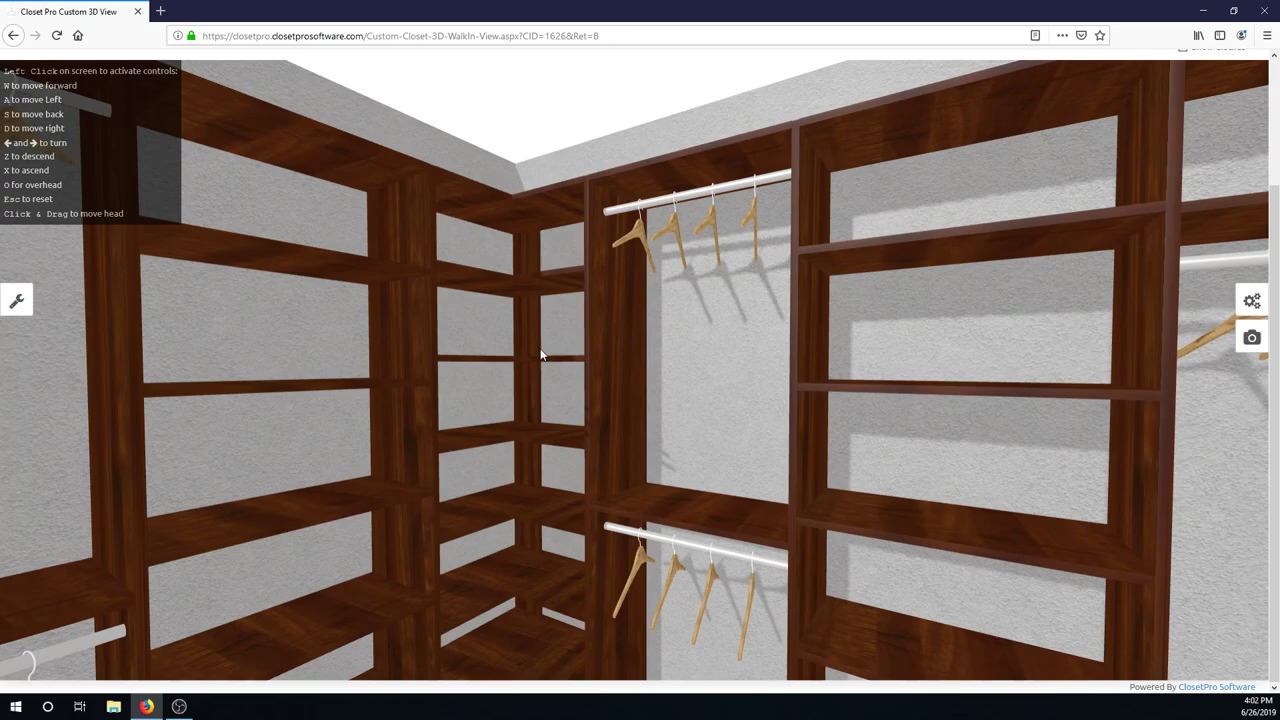 Closet Pro Custom 3D View
https://closetpro.closetprosoftware.com/Custom-Closet-3D-WalkIn-View.aspx?CID=1626&Ret=B
Left Click on screen to activate controls:
W to move forward
A to move Left
S to move back
D to move right
🡰 and 🡲 to turn
Z to descend
X to ascend
O for overhead
Esc to reset
Click & Drag to move head
Powered By ClosetPro Software
4:02 PM
6/26/2019